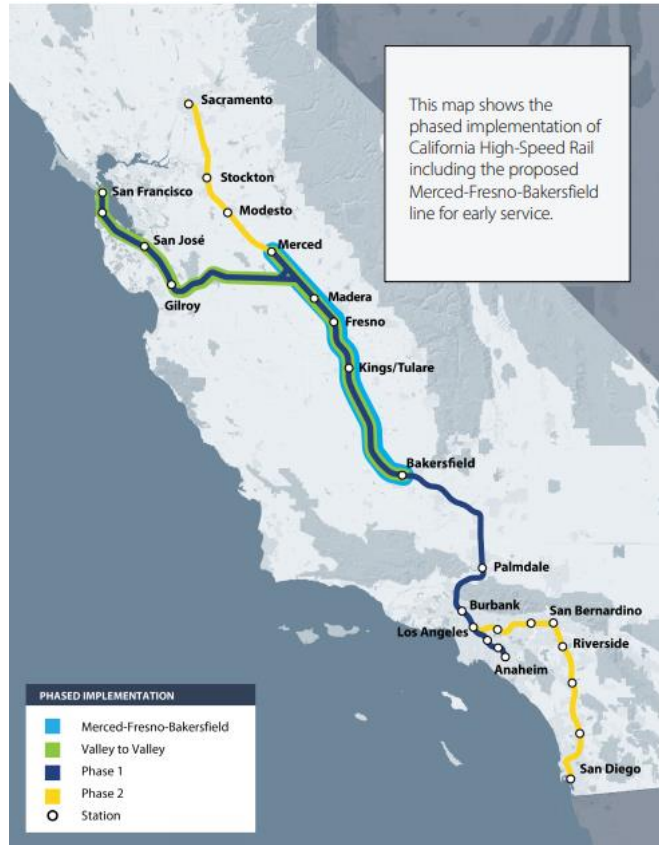 This map shows the
phased implementation of
California High-Speed Rail
including the proposed
Merced-Fresno-Bakersfield
line for early service.
Sacramento
Stockton
San Francisco
Modesto
San José
Merced
Gilroy
Madera
Fresno
Kings/Tulare
Bakersfield
Palmdale
Burbank
San Bernardino
Los Angeles
Riverside
Anaheim
San Diego
PHASED IMPLEMENTATION
Merced-Fresno-Bakersfield
Valley to Valley
Phase 1
Phase 2
Station